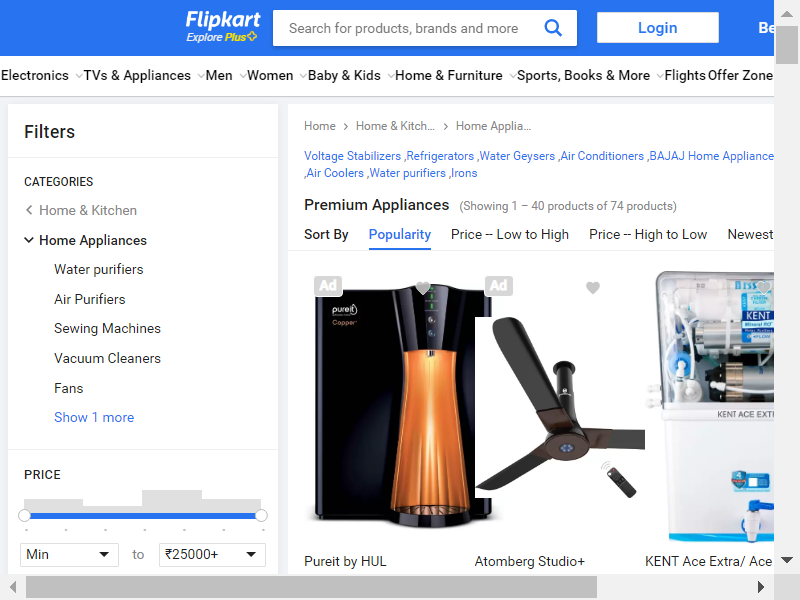 Flipkart
Explore Plus
Search for products, brands and more
Login
Be
Electronics
TVs & Appliances
Men
Women
Baby & Kids
Home & Furniture
Sports, Books & More
Flights
Offer Zone
Filters
CATEGORIES
Home & Kitchen
Home Appliances
Water purifiers
Air Purifiers
Sewing Machines
Vacuum Cleaners
Fans
Show 1 more
PRICE
Min
to
₹25000+
Home
Home & Kitch...
Home Applia...
Voltage Stabilizers ,Refrigerators ,Water Geysers ,Air Conditioners ,BAJAJ Home Appliance
,Air Coolers ,Water purifiers ,Irons
Premium Appliances (Showing 1 – 40 products of 74 products)
Sort By
Popularity
Price -- Low to High
Price -- High to Low
Newest
Ad
pureit
Copper
Pureit by HUL
Ad
Atomberg Studio+
KENT
Mineral RO
KENT ACE EXT
KENT Ace Extra/ Ace